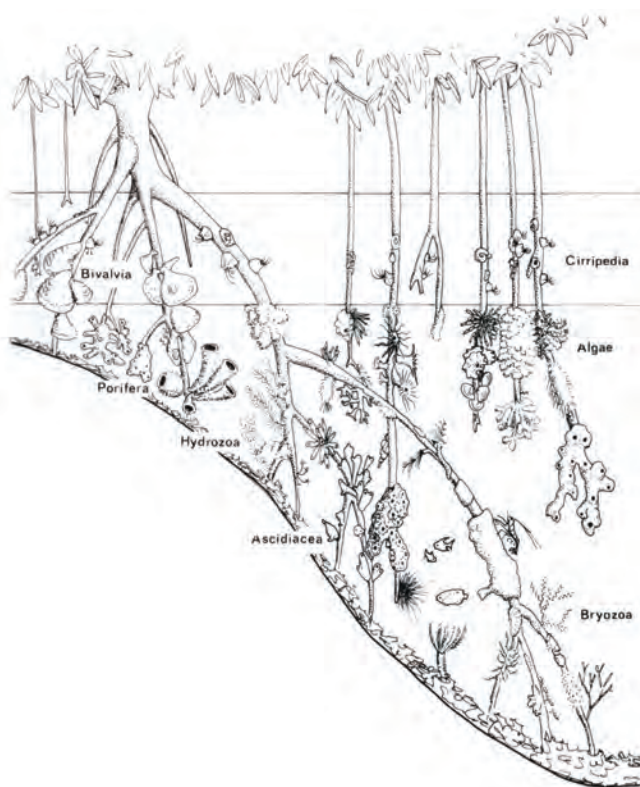 Bivalvia
Cirripedia
Algae
Porifera
Hydrozoa
Ascidiacea
Bryozoa